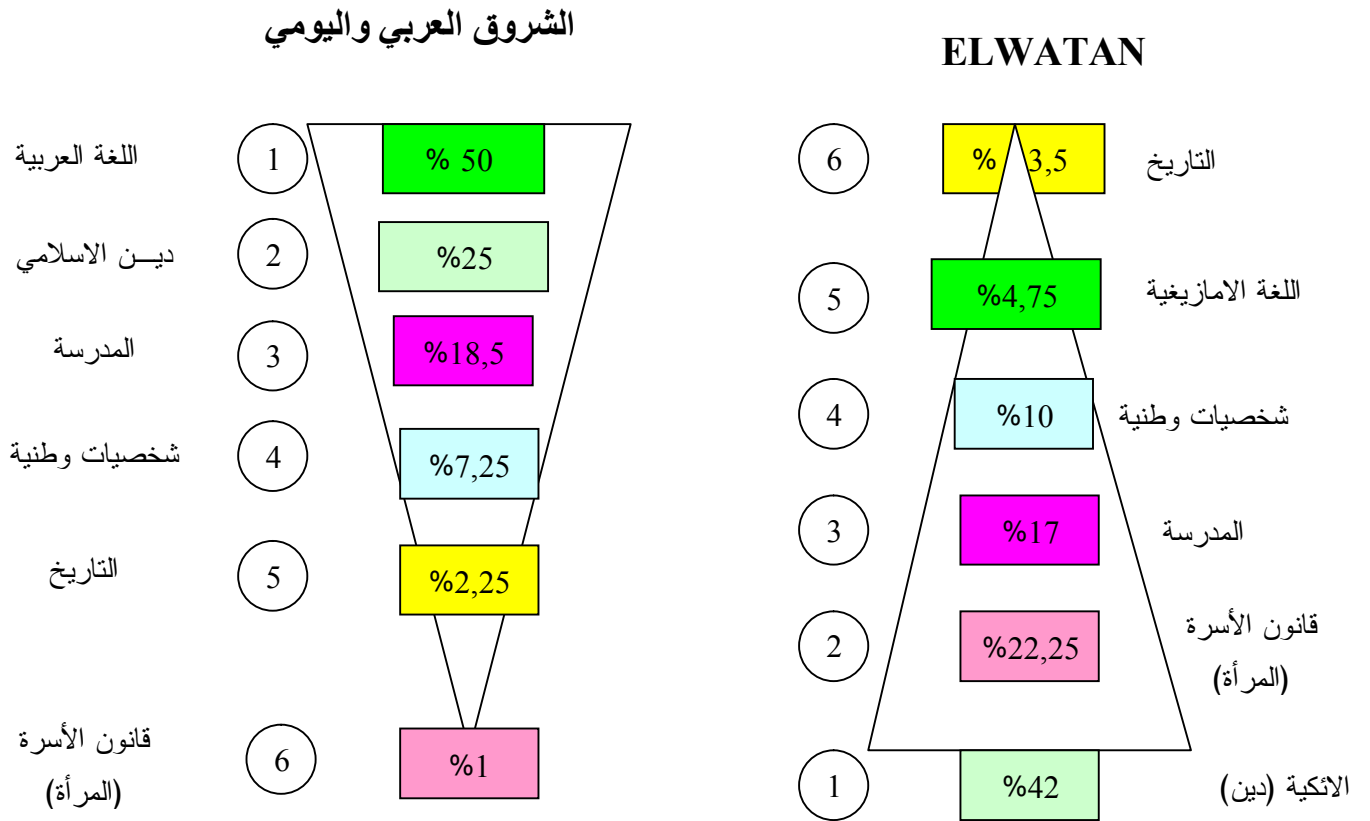 الشروق العربي واليومي
اللغة العربية
1
% 50
ديـــن الاسلامي
2
%25
المدرسة
3
%18,5
شخصيات وطنية
4
%7,25
التاريخ
5
%2,25
قانون الأسرة
(المرأة)
6
%1
ELWATAN
6
% 3,5
التاريخ
5
%4,75
اللغة الامازيغية
4
%10
شخصيات وطنية
3
%17
المدرسة
2
%22,25
قانون الأسرة
(المرأة)
1
%42
الائكية (دين)